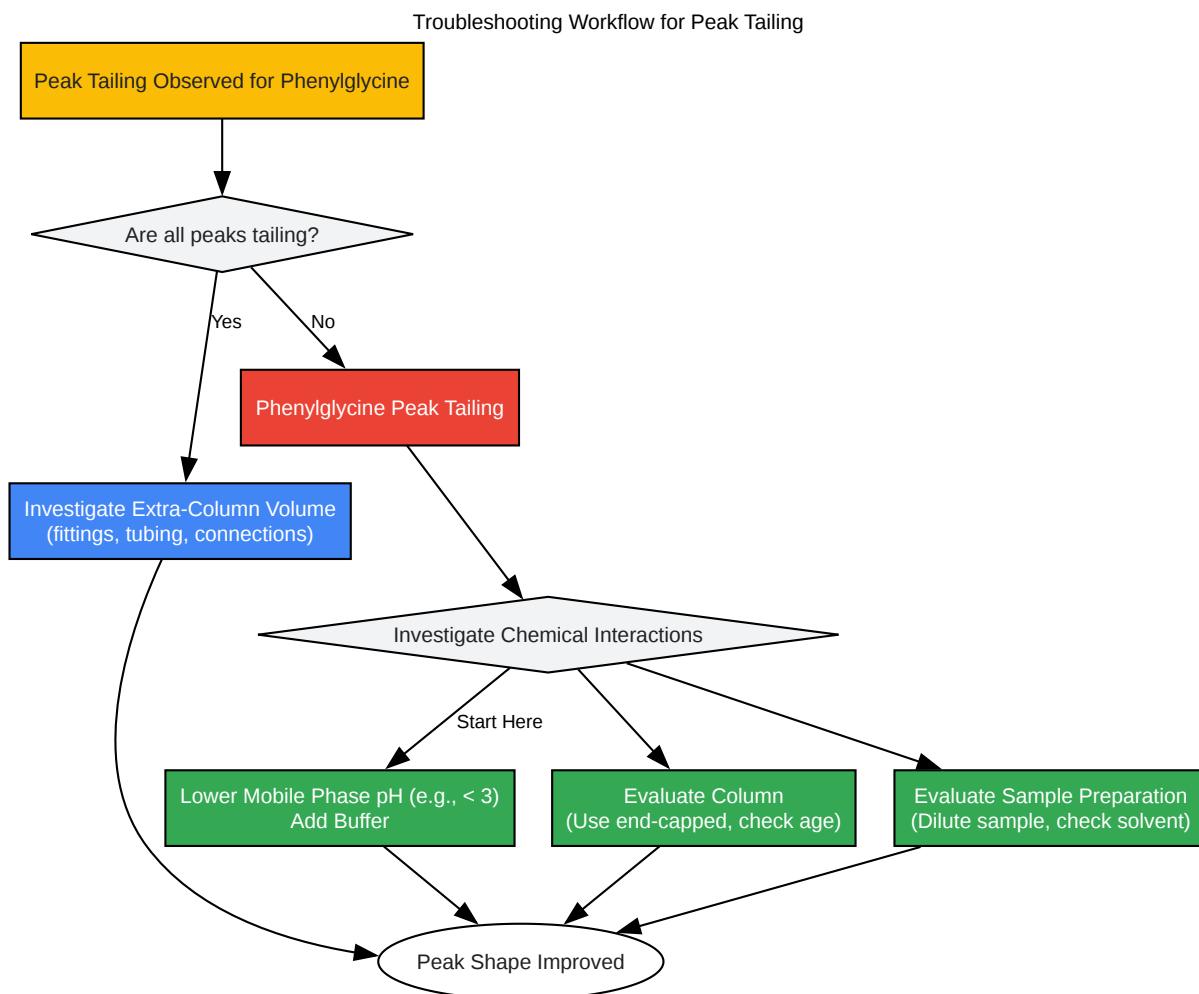 Troubleshooting Workflow for Peak Tailing
Peak Tailing Observed for Phenylglycine
Are all peaks tailing?
Yes
No
Phenylglycine Peak Tailing
Investigate Extra-Column Volume
(fittings, tubing, connections)
Investigate Chemical Interactions
Start Here
Lower Mobile Phase pH (e.g., < 3)
Add Buffer
Evaluate Column
(Use end-capped, check age)
Evaluate Sample Preparation
(Dilute sample, check solvent)
Peak Shape Improved